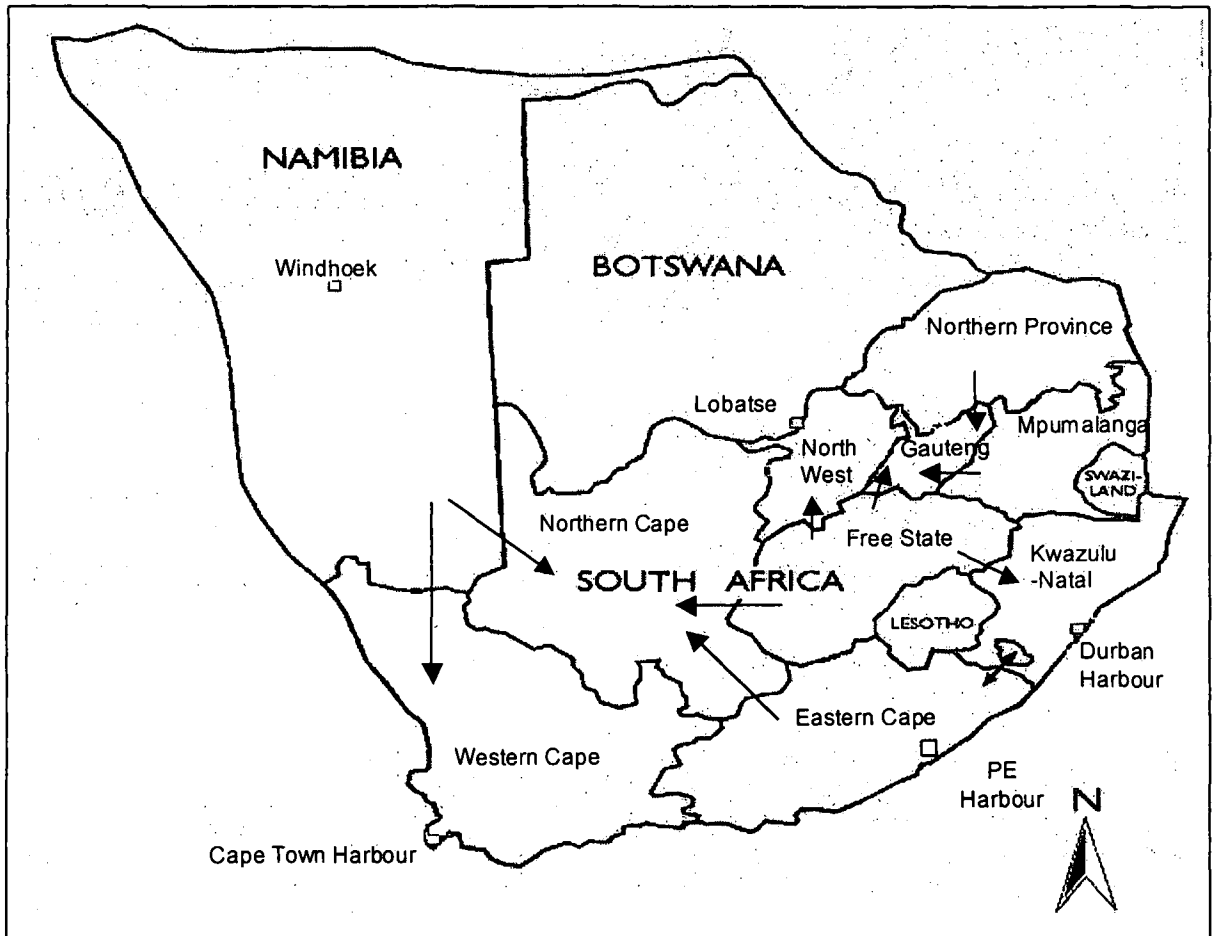 NAMIBIA
Windhoek
BOTSWANA
Northern Province
Lobatse
North
West
Gauteng
Mpumalanga
SWAZI-
LAND
Northern Cape
Free State
Kwazulu
-Natal
SOUTH AFRICA
LESOTHO
Durban
Harbour
Eastern Cape
Western Cape
PE
Harbour
N
Cape Town Harbour